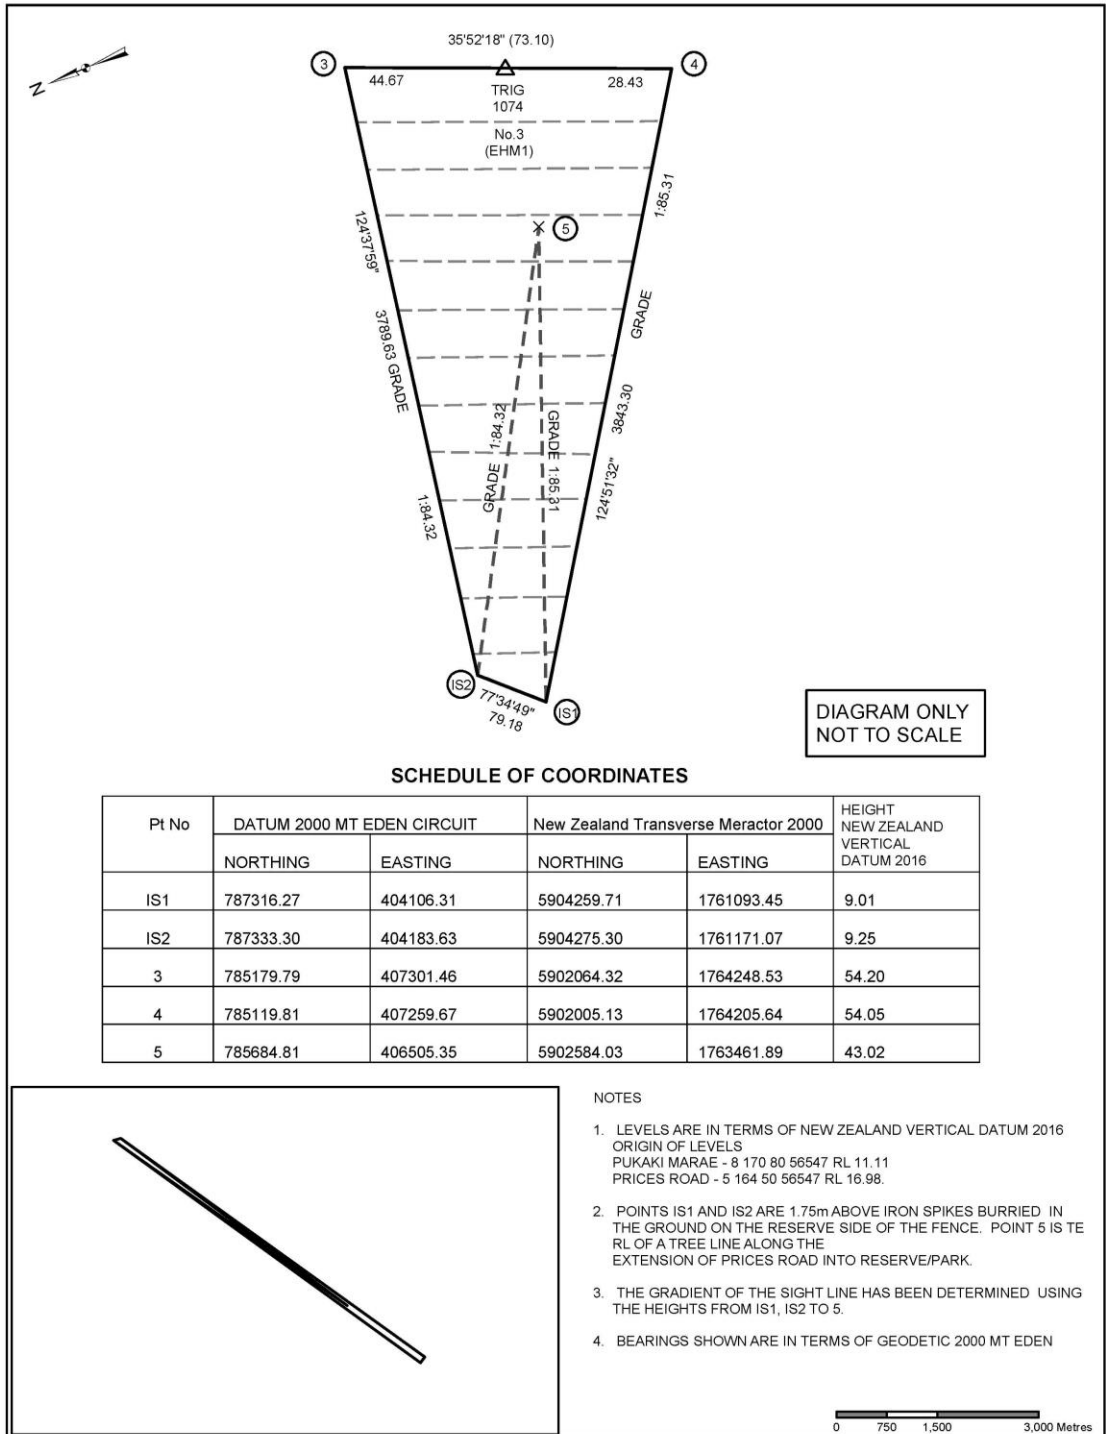 35'52'18" (73.10)
3
4
N
44.67
28.43
TRIG
1074
No.3
(EHM1)
5
124'37'59"
3789.63 GRADE
1:84.32
1:85.31
GRADE
3843.30
124'51'32"
GRADE 1:84.32
GRADE 1:85.31
IS2
IS1
77'34'49"
79.18
DIAGRAM ONLY
NOT TO SCALE
SCHEDULE OF COORDINATES
Pt No DATUM 2000 MT EDEN CIRCUIT New Zealand Transverse Meractor 2000 HEIGHT
NEW ZEALAND
VERTICAL
DATUM 2016
NORTHING EASTING NORTHING EASTING
IS1 787316.27 404106.31 5904259.71 1761093.45 9.01
IS2 787333.30 404183.63 5904275.30 1761171.07 9.25
3 785179.79 407301.46 5902064.32 1764248.53 54.20
4 785119.81 407259.67 5902005.13 1764205.64 54.05
5 785684.81 406505.35 5902584.03 1763461.89 43.02
NOTES
1. LEVELS ARE IN TERMS OF NEW ZEALAND VERTICAL DATUM 2016
ORIGIN OF LEVELS
PUKAKI MARAE - 8 170 80 56547 RL 11.11
PRICES ROAD - 5 164 50 56547 RL 16.98.
2. POINTS IS1 AND IS2 ARE 1.75m ABOVE IRON SPIKES BURRIED IN
THE GROUND ON THE RESERVE SIDE OF THE FENCE. POINT 5 IS TE
RL OF A TREE LINE ALONG THE
EXTENSION OF PRICES ROAD INTO RESERVE/PARK.
3. THE GRADIENT OF THE SIGHT LINE HAS BEEN DETERMINED USING
THE HEIGHTS FROM IS1, IS2 TO 5.
4. BEARINGS SHOWN ARE IN TERMS OF GEODETIC 2000 MT EDEN
0 750 1,500 3,000 Metres